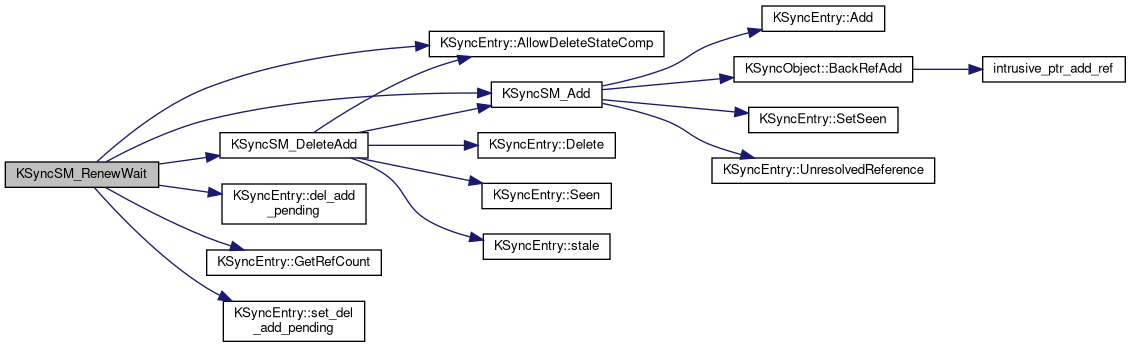 KSyncSM_RenewWait
KSyncEntry::AllowDeleteStateComp
KSyncSM_DeleteAdd
KSyncEntry::del_add
_pending
KSyncEntry::GetRefCount
KSyncEntry::set_del
_add_pending
KSyncSM_Add
KSyncEntry::Delete
KSyncEntry::Seen
KSyncEntry::stale
KSyncEntry::Add
KSyncObject::BackRefAdd
KSyncEntry::SetSeen
KSyncEntry::UnresolvedReference
intrusive_ptr_add_ref